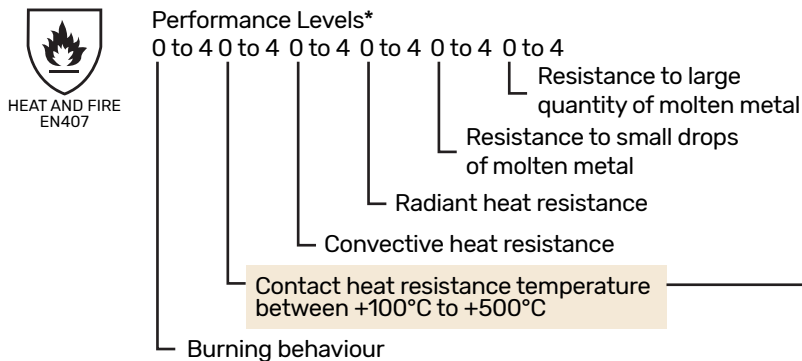 Performance Levels*
0 to 4 0 to 4 0 to 4 0 to 4 0 to 4 0 to 4
HEAT AND FIRE
EN407
Resistance to large
quantity of molten metal
Resistance to small drops
of molten metal
Radiant heat resistance
Convective heat resistance
Contact heat resistance temperature
between +100°C to +500°C
Burning behaviour